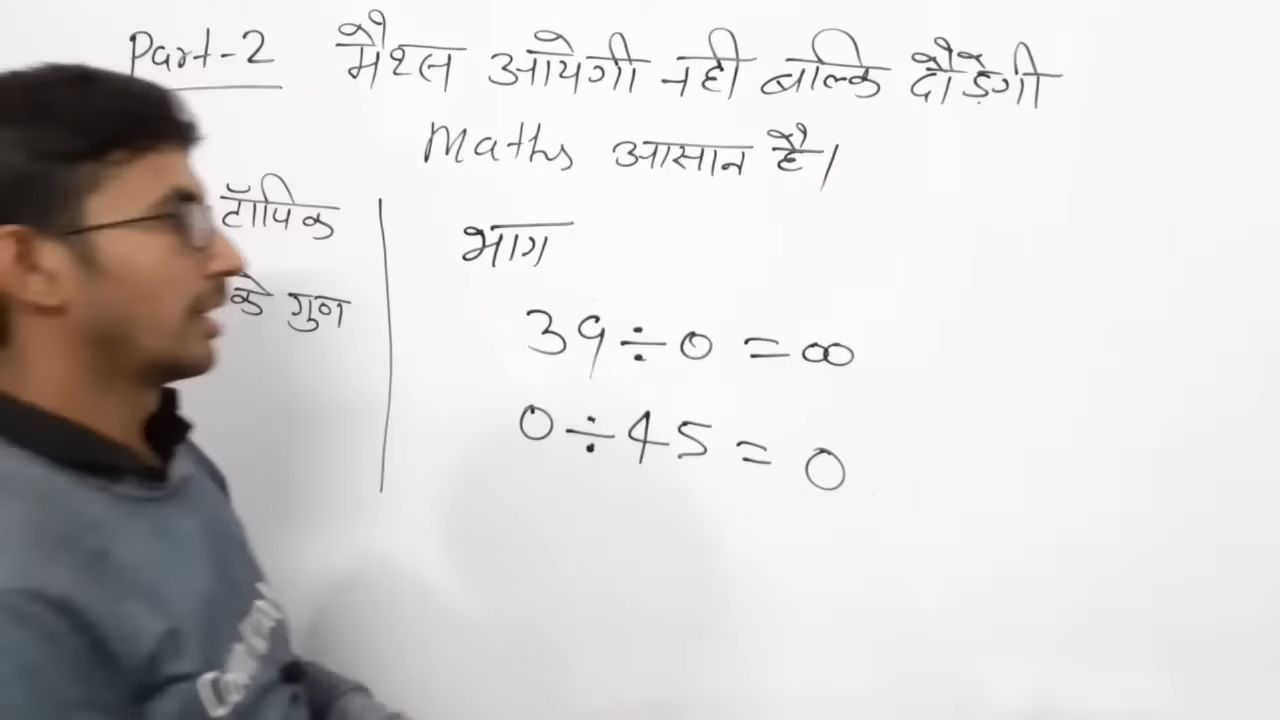 Part-2 मैथ्स आयेगी नही बल्कि दौडेगी
Maths आसान है।
टॉपिक
के गुण
भाग
39÷0 = ∞
0÷45 = 0